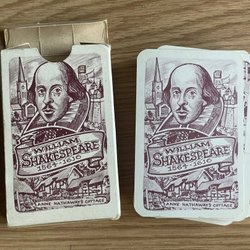 WILLIAM
SHAKESPEARE
1564-1616
ANNE HATHAWAY'S COTTAGE
WILLIAM
SHAKESPEARE
1564-1616
ANNE HATHAWAY'S COTTAGE